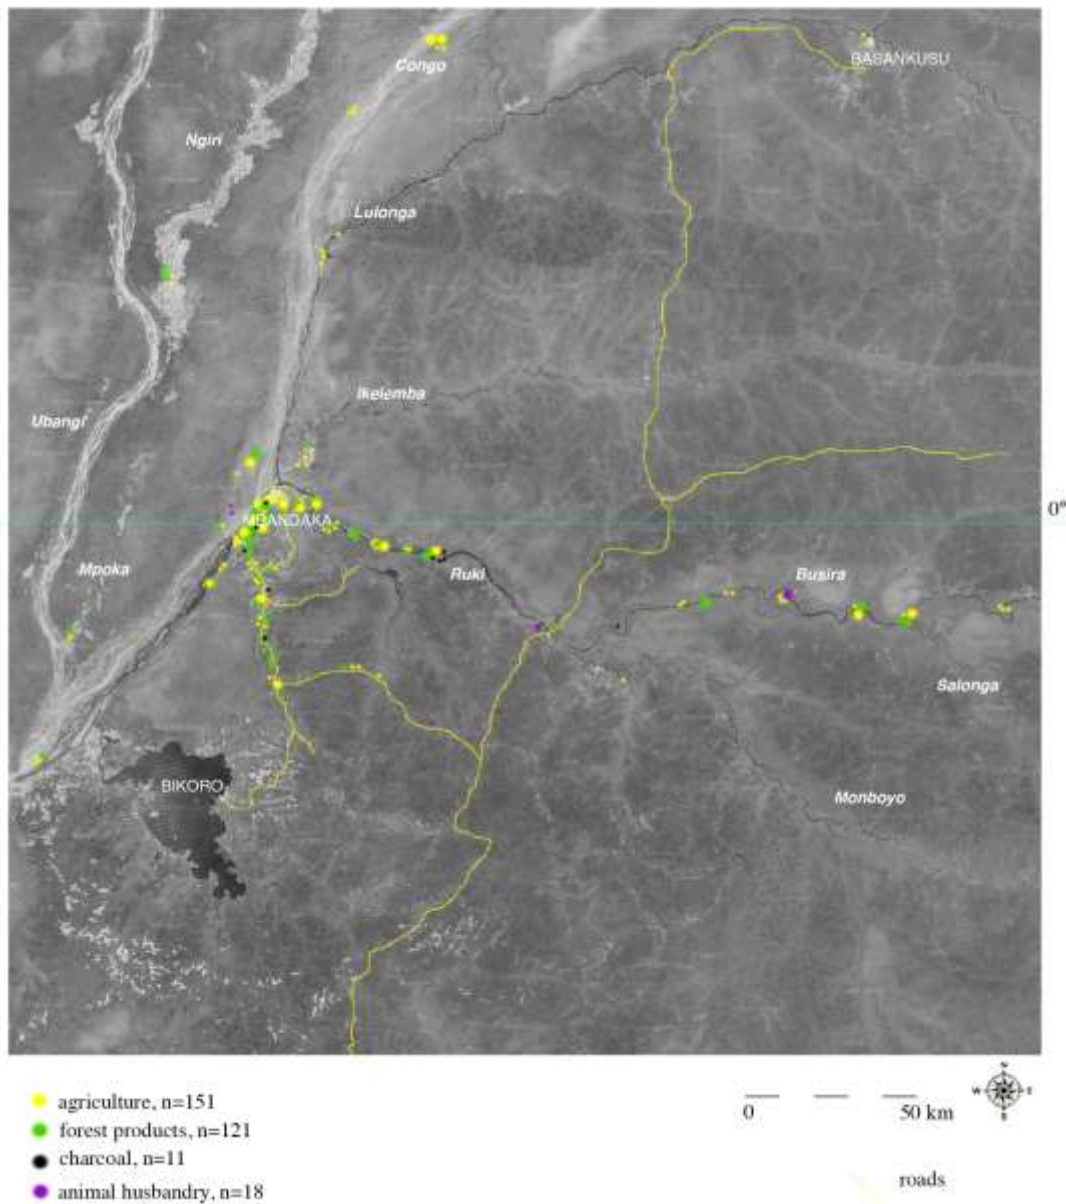 Congo
BASANKUSU
Ngiri
Lulonga
Ikelemba
Ubangi
MBANDAKA
0°
Mpoka
Ruki
Busira
Salonga
BIKORO
Monboyo
agriculture, n=151
forest products, n=121
charcoal, n=11
animal husbandry, n=18
N
W E
S
0 50 km
roads